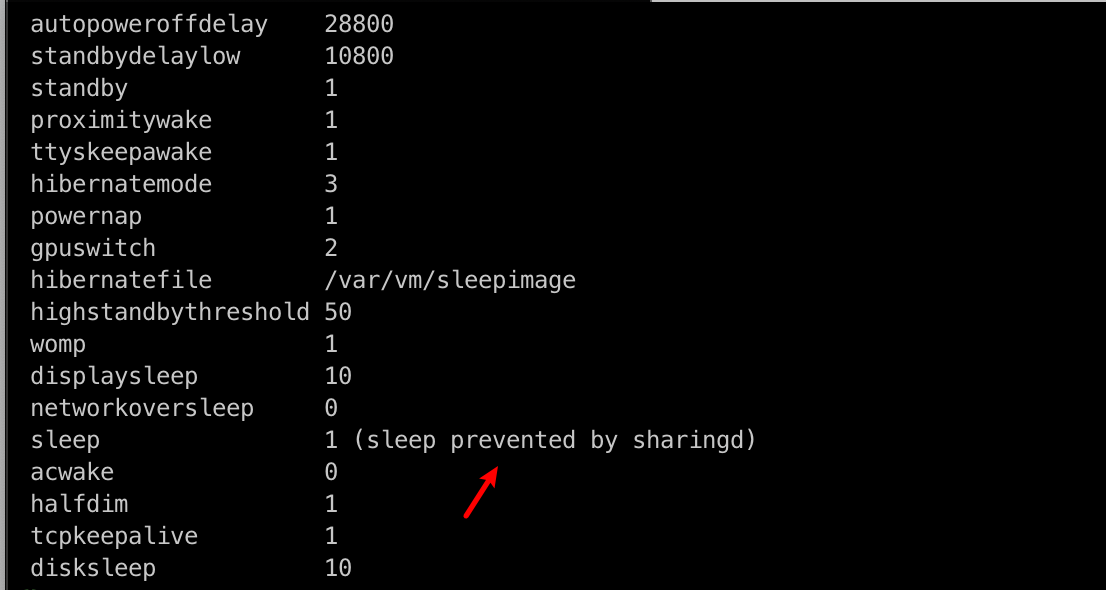 autopoweroffdelay 28800
standbydelaylow 10800
standby 1
proximitywake 1
ttyskeepawake 1
hibernatemode 3
powernap 1
gpuswitch 2
hibernatefile /var/vm/sleepimage
highstandbythreshold 50
womp 1
displaysleep 10
networkoversleep 0
sleep 1 (sleep prevented by sharingd)
acwake 0
halfdim 1
tcpkeepalive 1
disksleep 10